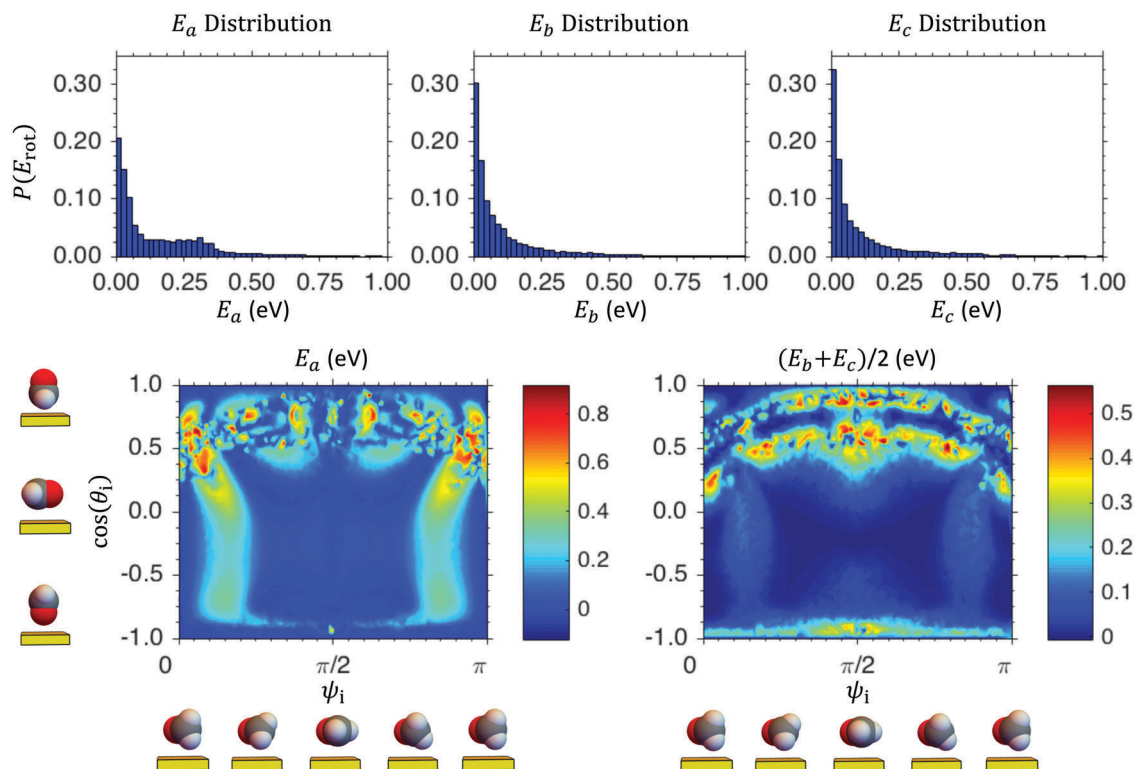 E_a Distribution
E_b Distribution
E_c Distribution
P(E_rot)
0.30
0.20
0.10
0.00
0.00 0.25 0.50 0.75 1.00
E_a (eV)
0.30
0.20
0.10
0.00
0.00 0.25 0.50 0.75 1.00
E_b (eV)
0.30
0.20
0.10
0.00
0.00 0.25 0.50 0.75 1.00
E_c (eV)
E_a (eV)
cos(θ_i)
1.0
0.5
0.0
-0.5
-1.0
0 π/2 π
ψ_i
0.8
0.6
0.4
0.2
0
(E_b+E_c)/2 (eV)
1.0
0.5
0.0
-0.5
-1.0
0 π/2 π
ψ_i
0.5
0.4
0.3
0.2
0.1
0